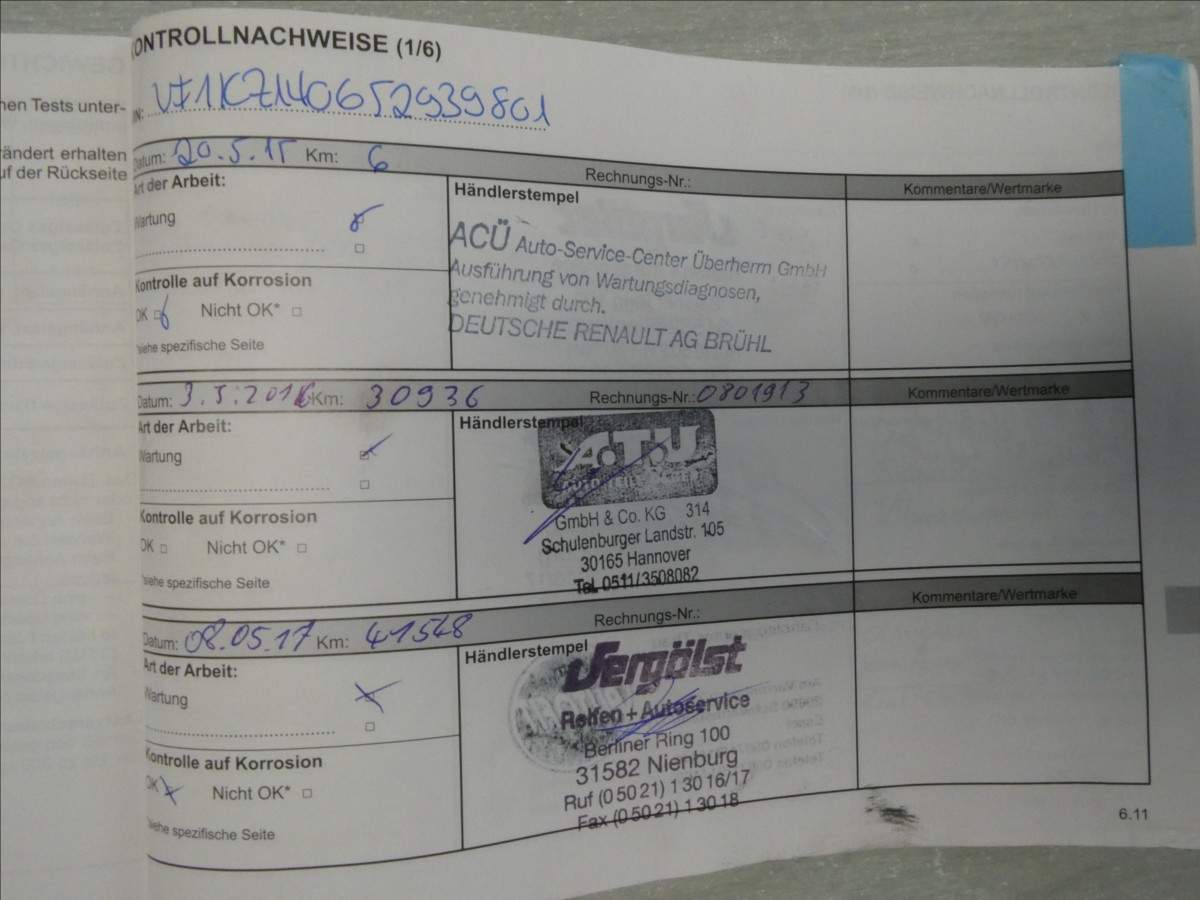 ONTROLLNACHWEISE (1/6)
nen Tests unter-
rändert erhalten
uf der Rückseite
IN: VF1KZ140652939801
Datum: 20.5.15 Km: 6 Rechnungs-Nr.: Kommentare/Wertmarke
Art der Arbeit:
Händlerstempel
Wartung
ACÜ Auto-Service-Center Überherrn GmbH
Ausführung von Wartungsdiagnosen,
genehmigt durch.
DEUTSCHE RENAULT AG BRÜHL
Kontrolle auf Korrosion
OK Nicht OK*
*siehe spezifische Seite
Datum: 3.5.2016 Km: 30936 Rechnungs-Nr.: 0801913 Kommentare/Wertmarke
Art der Arbeit:
Händlerstempel
Wartung
A.T.U
AUTO TEILE UNGER
GmbH & Co. KG 314
Schulenburger Landstr. 105
30165 Hannover
Tel. 0511/3508082
Kontrolle auf Korrosion
OK Nicht OK*
*siehe spezifische Seite
Datum: 08.05.17 Km: 41548 Rechnungs-Nr.: Kommentare/Wertmarke
Art der Arbeit:
Händlerstempel
Wartung
Vergölst
Reifen + Autoservice
Berliner Ring 100
31582 Nienburg
Ruf (0 50 21) 1 30 16/17
Fax (0 50 21) 1 30 18
Kontrolle auf Korrosion
OK Nicht OK*
*siehe spezifische Seite
6.11